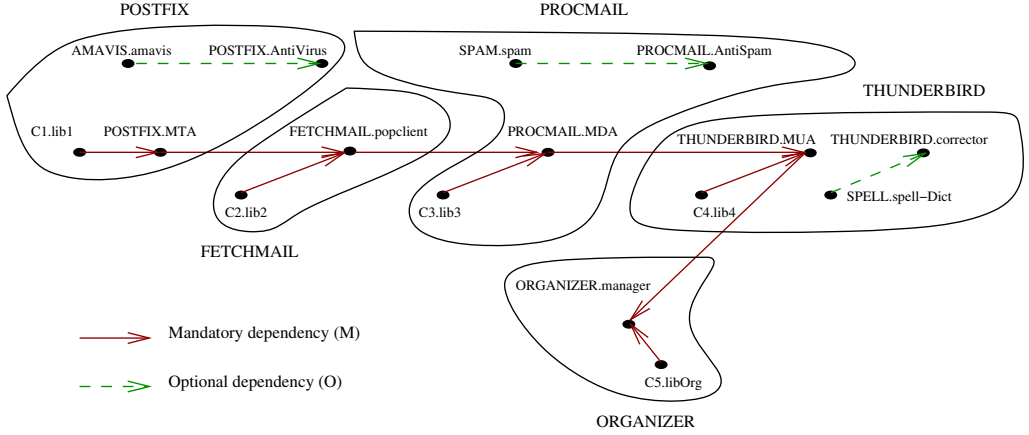 POSTFIX
PROCMAIL
AMAVIS.amavis
POSTFIX.AntiVirus
SPAM.spam
PROCMAIL.AntiSpam
THUNDERBIRD
C1.lib1
POSTFIX.MTA
FETCHMAIL.popclient
PROCMAIL.MDA
THUNDERBIRD.MUA
THUNDERBIRD.corrector
C2.lib2
C3.lib3
C4.lib4
SPELL.spell-Dict
FETCHMAIL
ORGANIZER.manager
Mandatory dependency (M)
Optional dependency (O)
C5.libOrg
ORGANIZER